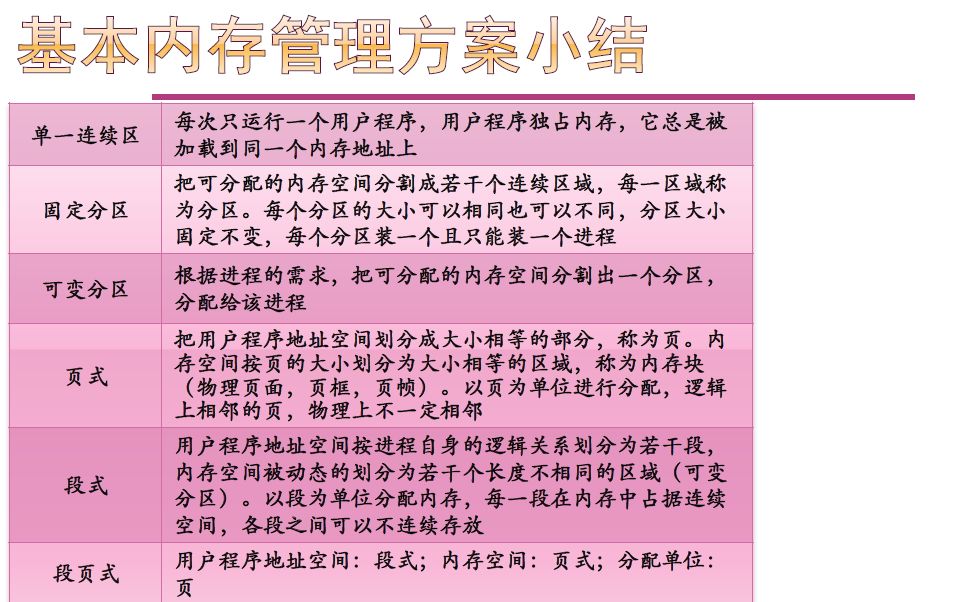 基本内存管理方案小结
单一连续区
每次只运行一个用户程序，用户程序独占内存，它总是被
加载到同一个内存地址上
固定分区
把可分配的内存空间分割成若干个连续区域，每一区域称
为分区。每个分区的大小可以相同也可以不同，分区大小
固定不变，每个分区装一个且只能装一个进程
可变分区
根据进程的需求，把可分配的内存空间分割出一个分区，
分配给该进程
页式
把用户程序地址空间划分成大小相等的部分，称为页。内
存空间按页的大小划分为大小相等的区域，称为内存块
（物理页面，页框，页帧）。以页为单位进行分配，逻辑
上相邻的页，物理上不一定相邻
段式
用户程序地址空间按进程自身的逻辑关系划分为若干段，
内存空间被动态的划分为若干个长度不相同的区域（可变
分区）。以段为单位分配内存，每一段在内存中占据连续
空间，各段之间可以不连续存放
段页式
用户程序地址空间：段式；内存空间：页式；分配单位：
页